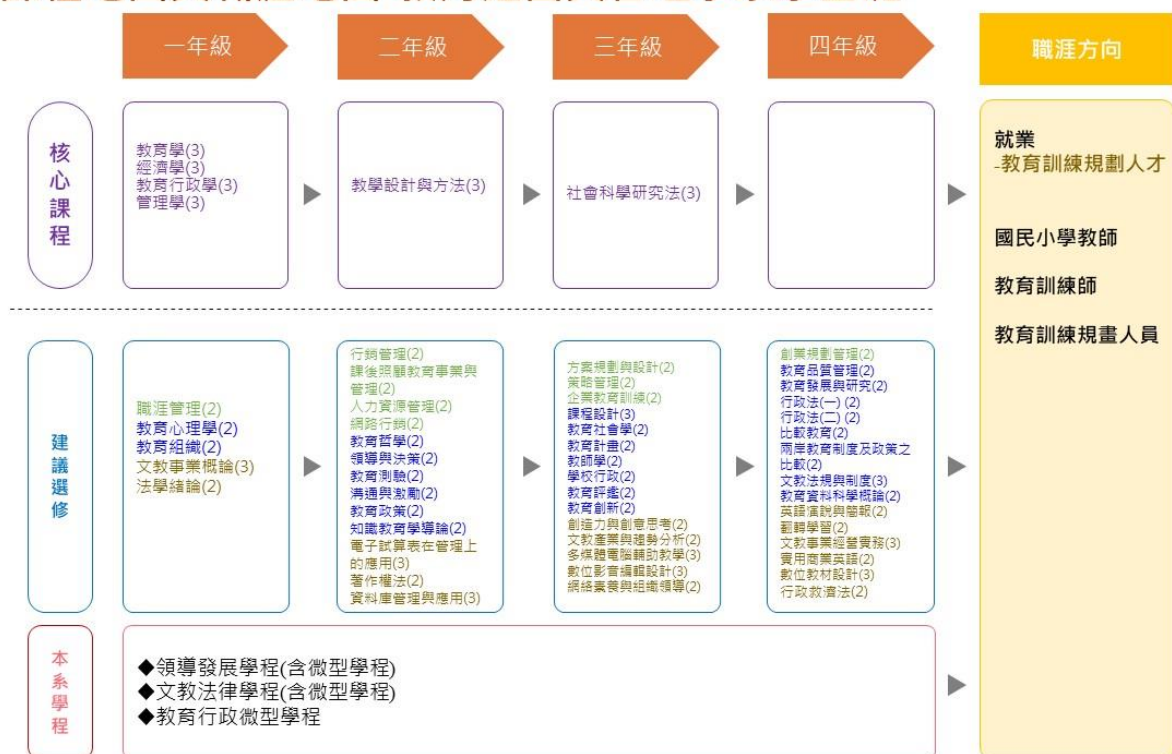 一年級
二年級
三年級
四年級
職涯方向
核
心
課
程
教育學(3)
經濟學(3)
教育行政學(3)
管理學(3)
教學設計與方法(3)
社會科學研究法(3)
就業
-教育訓練規劃人才
國民小學教師
教育訓練師
教育訓練規畫人員
建
議
選
修
職涯管理(2)
教育心理學(2)
教育組織(2)
文教事業概論(3)
法學緒論(2)
行銷管理(2)
課後照顧教育事業與
管理(2)
人力資源管理(2)
網路行銷(2)
教育哲學(2)
領導與決策(2)
教育測驗(2)
溝通與激勵(2)
教育政策(2)
知識教育學導論(2)
電子試算表在管理上
的應用(3)
著作權法(2)
資料庫管理與應用(3)
方案規劃與設計(2)
策略管理(2)
企業教育訓練(2)
課程設計(3)
教育社會學(2)
教育計畫(2)
教師學(2)
學校行政(2)
教育評鑑(2)
教育創新(2)
創造力與創意思考(2)
文教產業與趨勢分析(2)
多媒體電腦輔助教學(3)
數位影音編輯設計(3)
網絡素養與組織領導(2)
創業規劃管理(2)
教育品質管理(2)
教育發展與研究(2)
行政法(一) (2)
行政法(二) (2)
比較教育(2)
兩岸教育制度及政策之
比較(2)
文教法規與制度(3)
教育資料科學概論(2)
英語演說與簡報(2)
翻轉學習(2)
文教事業經營實務(3)
實用商業英語(2)
數位教材設計(3)
行政救濟法(2)
本
系
學
程
◆領導發展學程(含微型學程)
◆文教法律學程(含微型學程)
◆教育行政微型學程